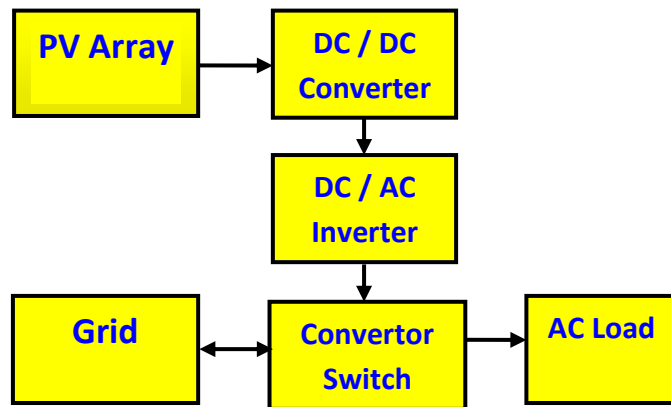 PV Array
DC / DC
Converter
DC / AC
Inverter
Grid
Convertor
Switch
AC Load